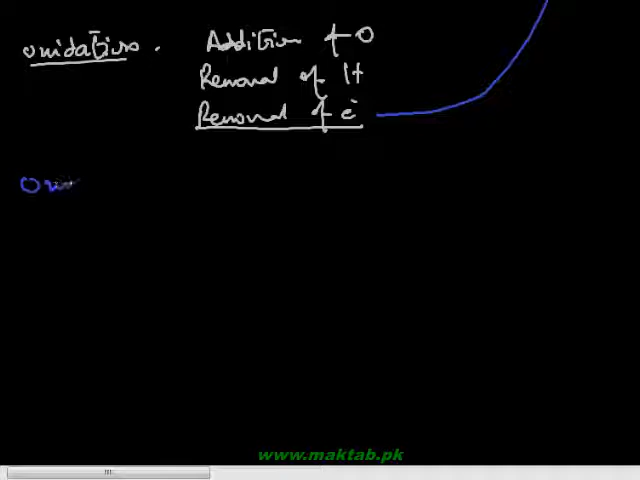 oxidation. Addition of O
Removal of H
Removal of e⁻
www.maktab.pk